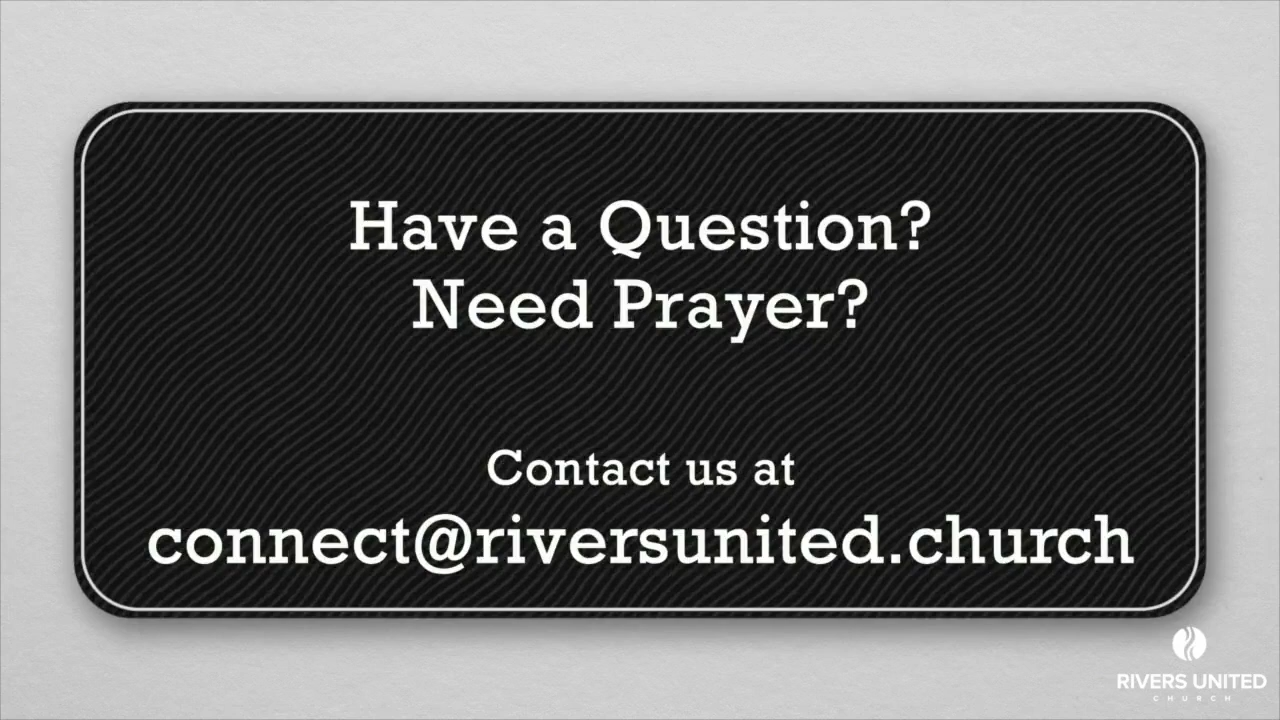 Have a Question?
Need Prayer?
Contact us at
connect@riversunited.church
RIVERS UNITED
CHURCH